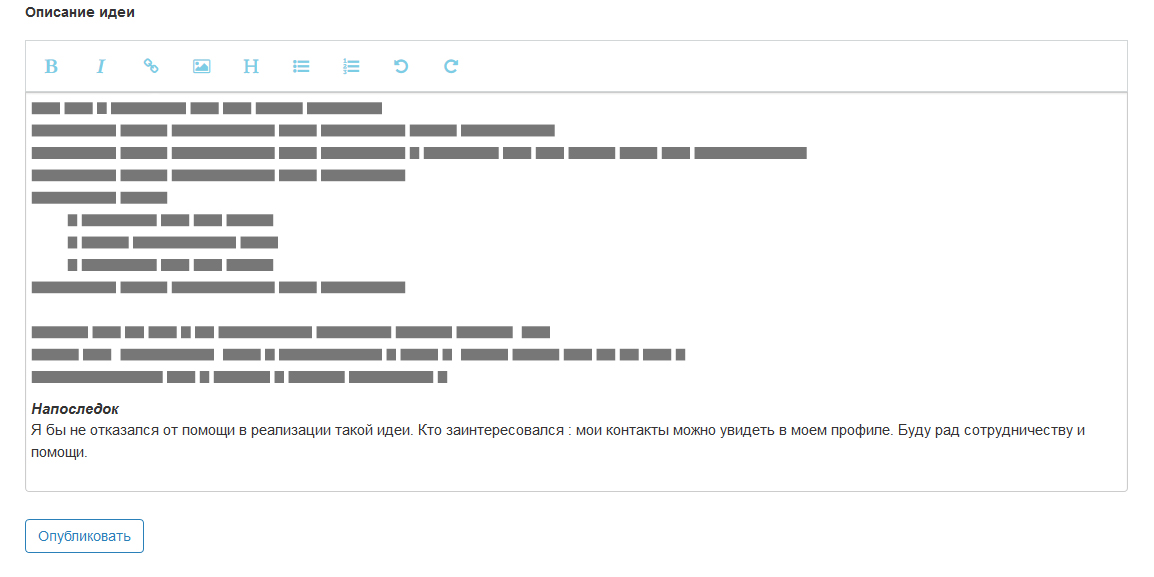 Описание идеи
B I H
Напоследок
Я бы не отказался от помощи в реализации такой идеи. Кто заинтересовался : мои контакты можно увидеть в моем профиле. Буду рад сотрудничеству и
помощи.
Опубликовать